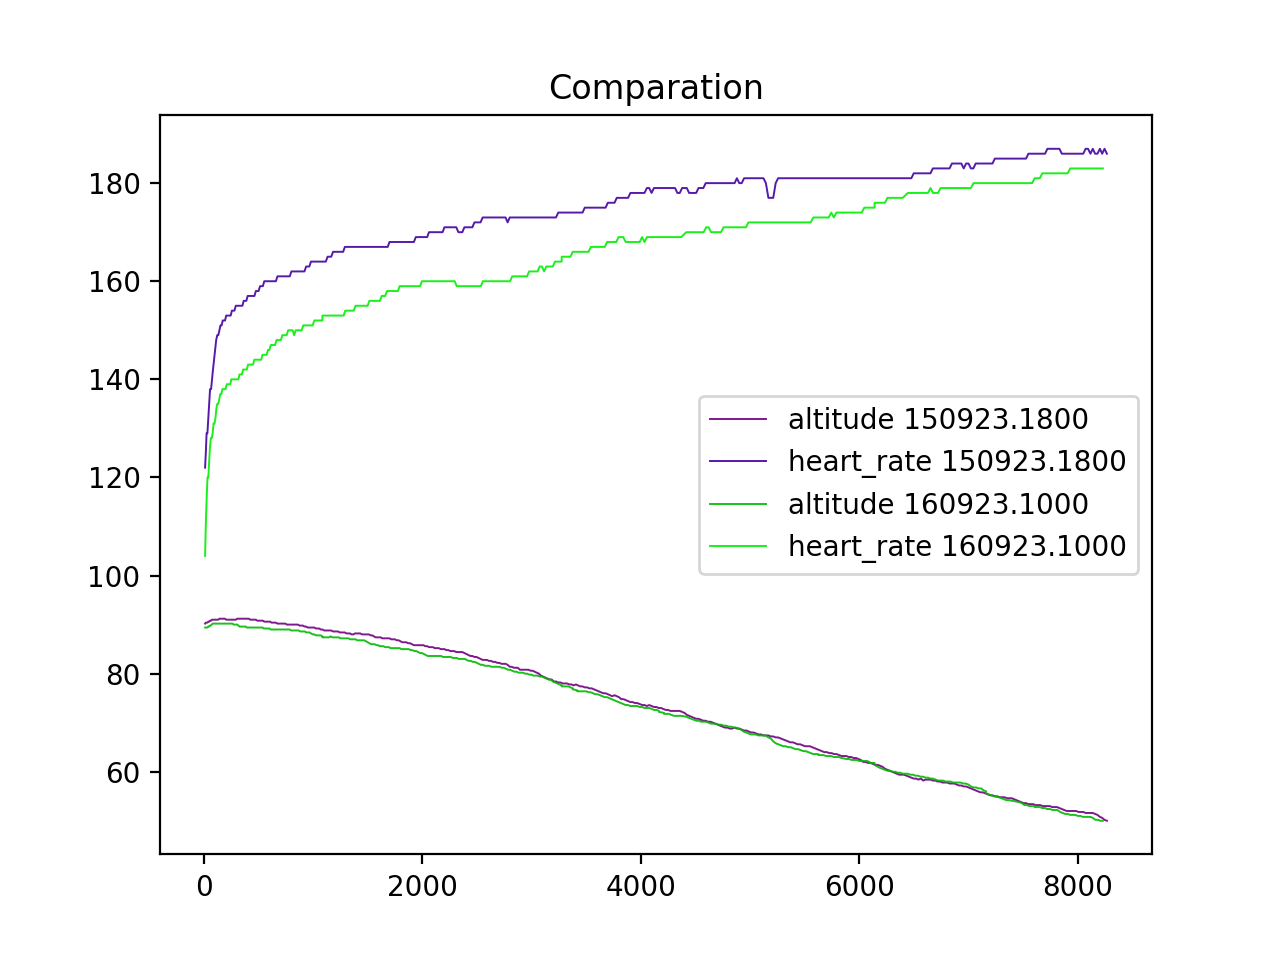 Comparation
180
160
140
120
100
80
60
altitude 150923.1800
heart_rate 150923.1800
altitude 160923.1000
heart_rate 160923.1000
0 2000 4000 6000 8000